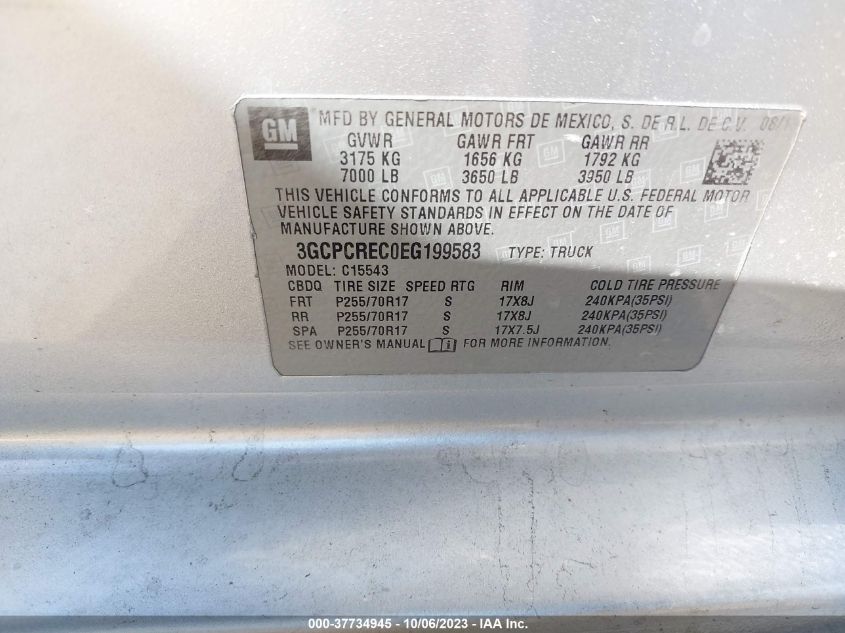 GM
MFD BY GENERAL MOTORS DE MEXICO, S. DE R.L. DE C.V.
GVWR GAWR FRT GAWR RR
3175 KG 1656 KG 1792 KG
7000 LB 3650 LB 3950 LB
THIS VEHICLE CONFORMS TO ALL APPLICABLE U.S. FEDERAL MOTOR
VEHICLE SAFETY STANDARDS IN EFFECT ON THE DATE OF
MANUFACTURE SHOWN ABOVE.
3GCPCREC0EG199583 TYPE: TRUCK
MODEL: C15543
CBDQ TIRE SIZE SPEED RTG RIM COLD TIRE PRESSURE
FRT P255/70R17 S 17X8J 240KPA(35PSI)
RR P255/70R17 S 17X8J 240KPA(35PSI)
SPA P255/70R17 S 17X7.5J 240KPA(35PSI)
SEE OWNER'S MANUAL FOR MORE INFORMATION.
000-37734945 - 10/06/2023 - IAA Inc.